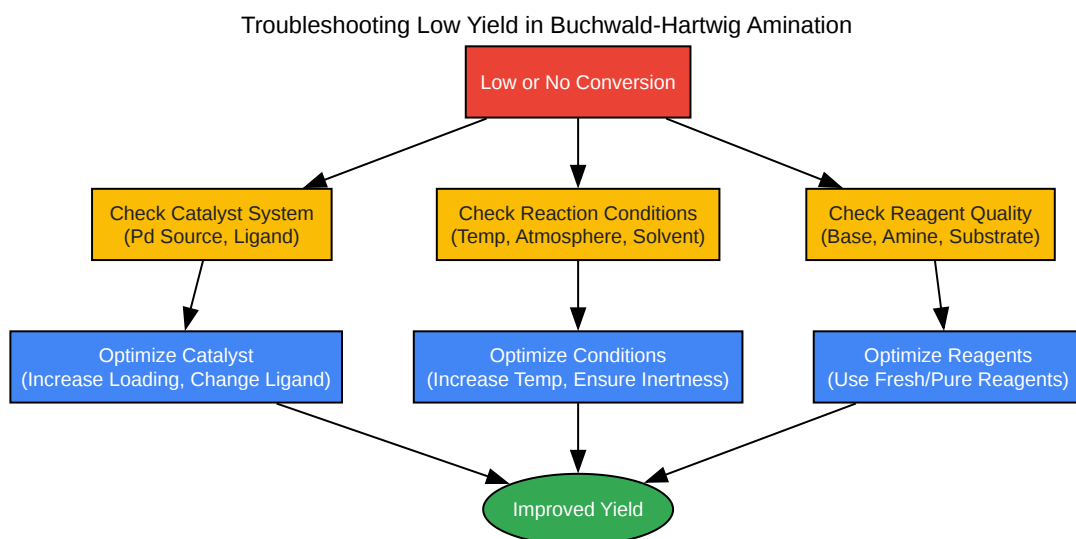 Troubleshooting Low Yield in Buchwald-Hartwig Amination
Low or No Conversion
Check Catalyst System
(Pd Source, Ligand)
Check Reaction Conditions
(Temp, Atmosphere, Solvent)
Check Reagent Quality
(Base, Amine, Substrate)
Optimize Catalyst
(Increase Loading, Change Ligand)
Optimize Conditions
(Increase Temp, Ensure Inertness)
Optimize Reagents
(Use Fresh/Pure Reagents)
Improved Yield